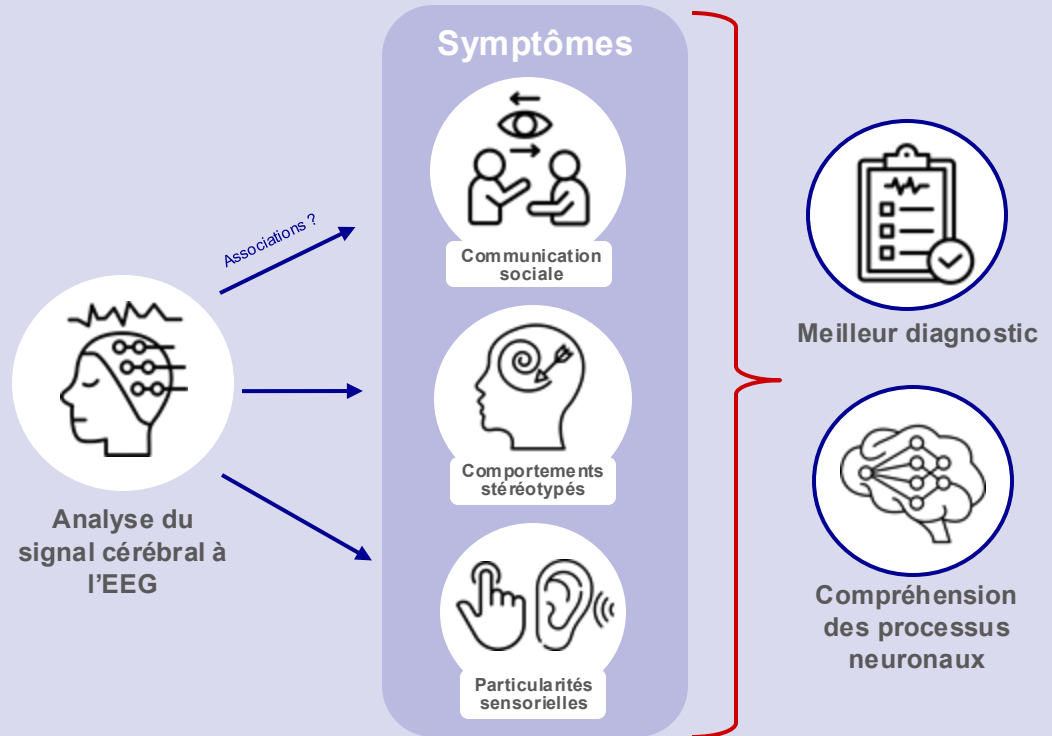 Symptômes
Associations ?
Communication
sociale
Comportements
stéréotypés
Particularités
sensorielles
Analyse du
signal cérébral à
l’EEG
Meilleur diagnostic
Compréhension
des processus
neuronaux